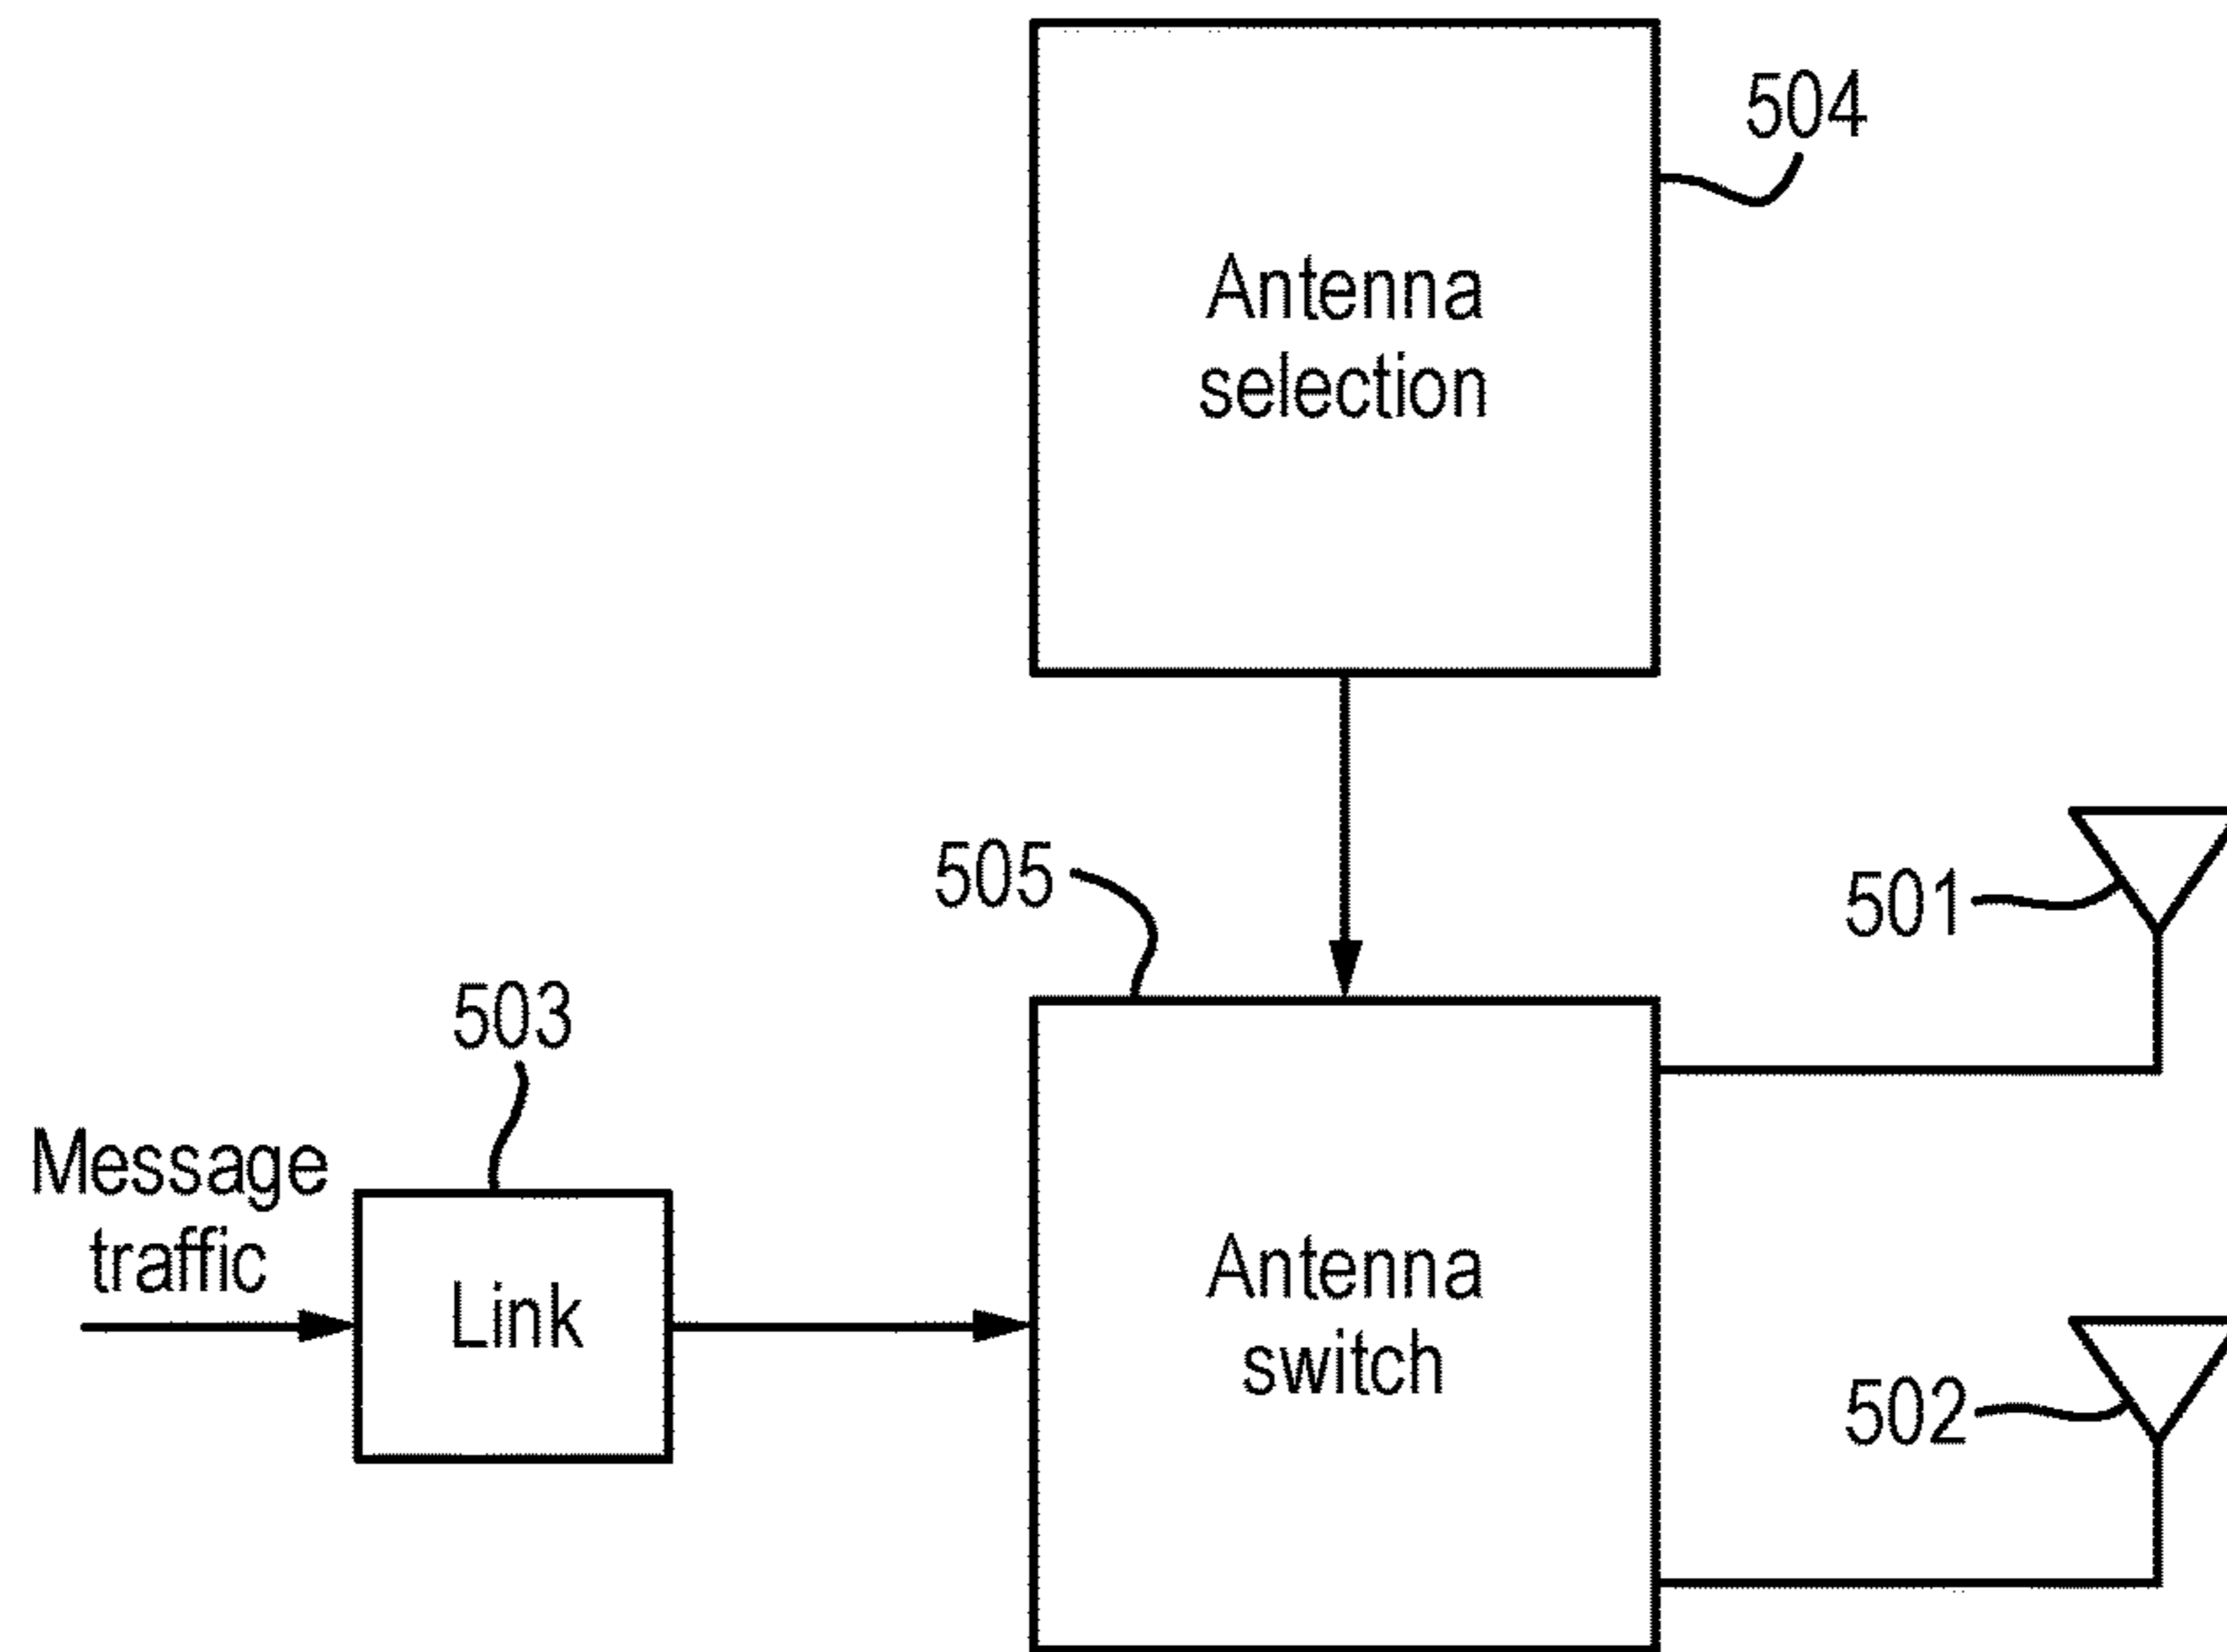 504
Antenna
selection
505
501
503
Message
traffic
Link
Antenna
switch
502